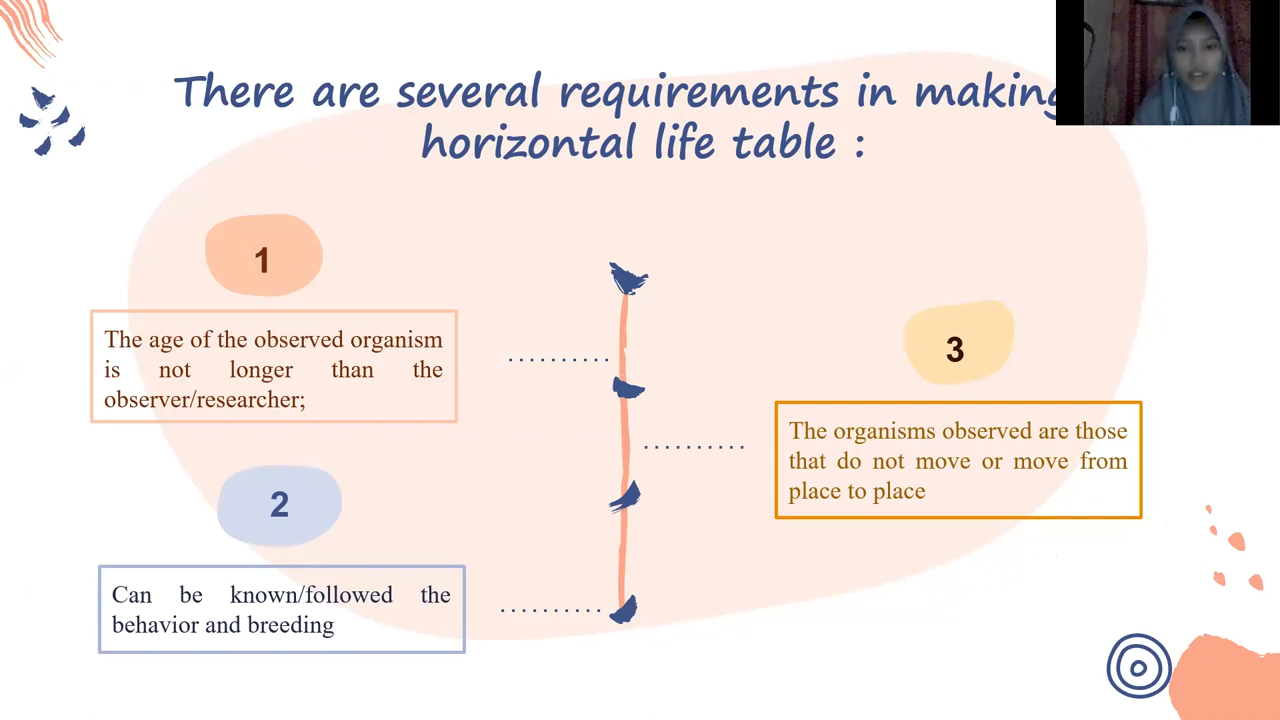 There are several requirements in making
horizontal life table :
1
The age of the observed organism
is not longer than the
observer/researcher;
2
Can be known/followed the
behavior and breeding
3
The organisms observed are those
that do not move or move from
place to place